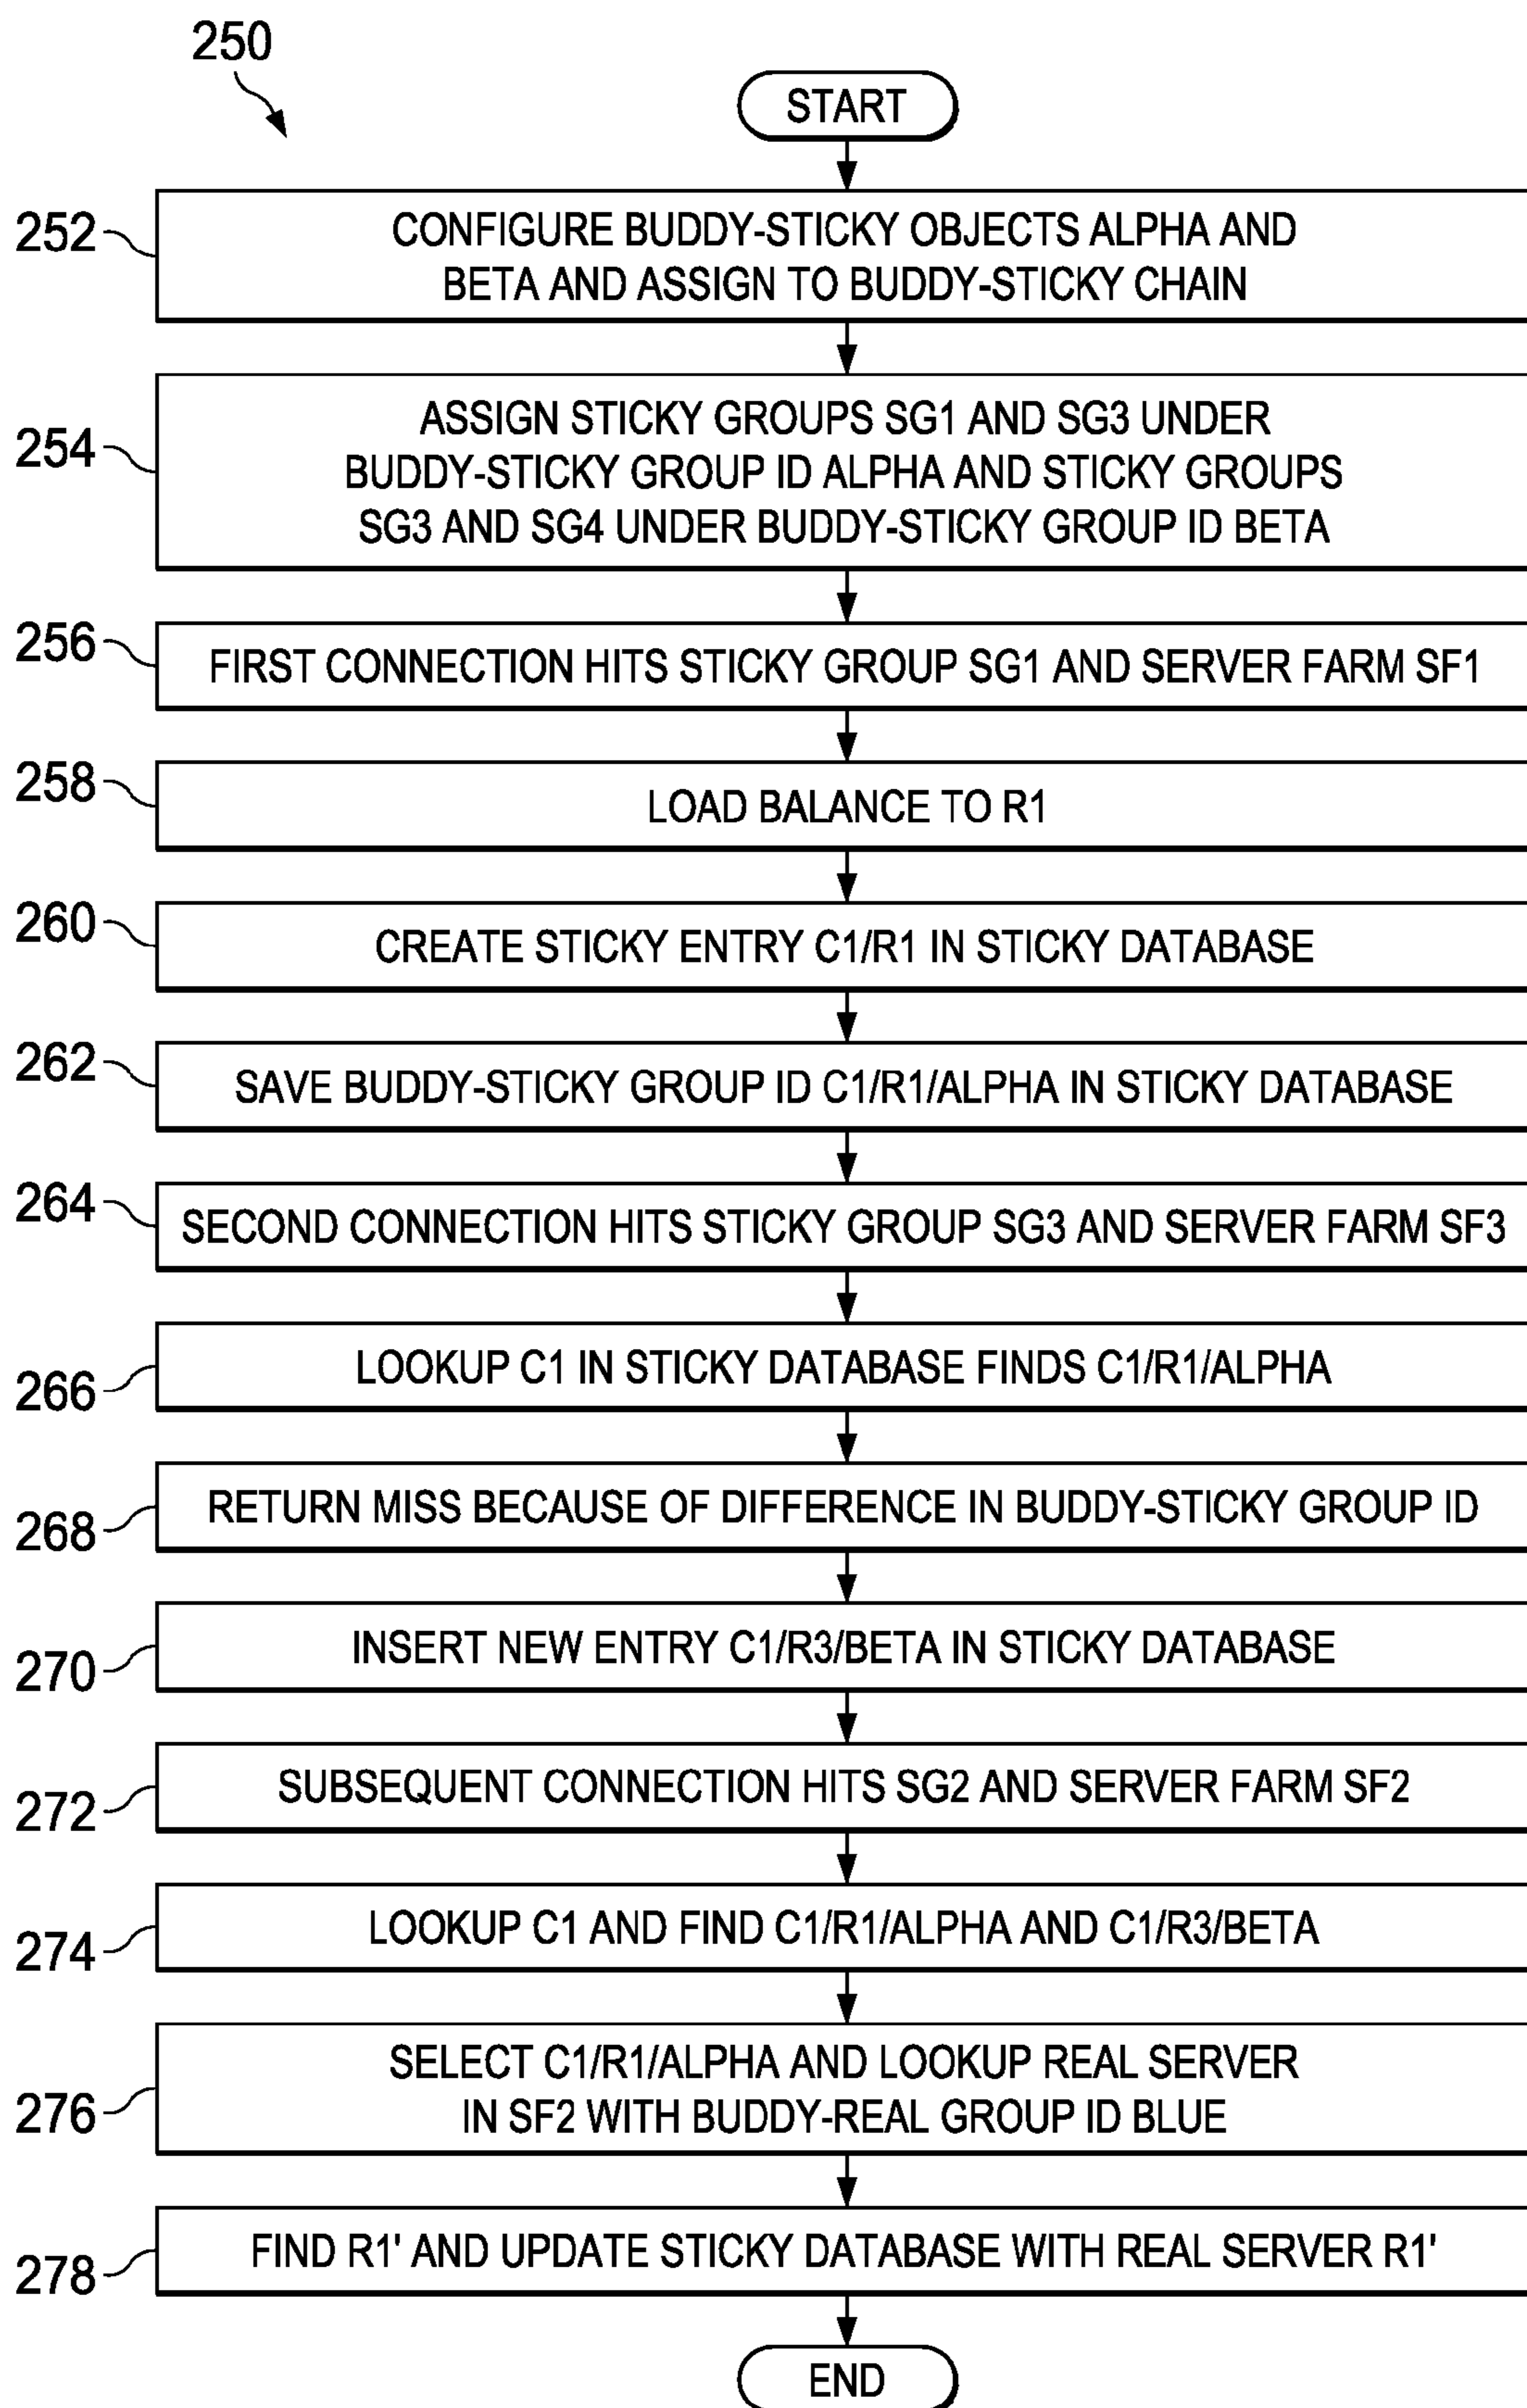 250
START
252
CONFIGURE BUDDY-STICKY OBJECTS ALPHA AND
BETA AND ASSIGN TO BUDDY-STICKY CHAIN
254
ASSIGN STICKY GROUPS SG1 AND SG3 UNDER
BUDDY-STICKY GROUP ID ALPHA AND STICKY GROUPS
SG3 AND SG4 UNDER BUDDY-STICKY GROUP ID BETA
256
FIRST CONNECTION HITS STICKY GROUP SG1 AND SERVER FARM SF1
258
LOAD BALANCE TO R1
260
CREATE STICKY ENTRY C1/R1 IN STICKY DATABASE
262
SAVE BUDDY-STICKY GROUP ID C1/R1/ALPHA IN STICKY DATABASE
264
SECOND CONNECTION HITS STICKY GROUP SG3 AND SERVER FARM SF3
266
LOOKUP C1 IN STICKY DATABASE FINDS C1/R1/ALPHA
268
RETURN MISS BECAUSE OF DIFFERENCE IN BUDDY-STICKY GROUP ID
270
INSERT NEW ENTRY C1/R3/BETA IN STICKY DATABASE
272
SUBSEQUENT CONNECTION HITS SG2 AND SERVER FARM SF2
274
LOOKUP C1 AND FIND C1/R1/ALPHA AND C1/R3/BETA
276
SELECT C1/R1/ALPHA AND LOOKUP REAL SERVER
IN SF2 WITH BUDDY-REAL GROUP ID BLUE
278
FIND R1' AND UPDATE STICKY DATABASE WITH REAL SERVER R1'
END